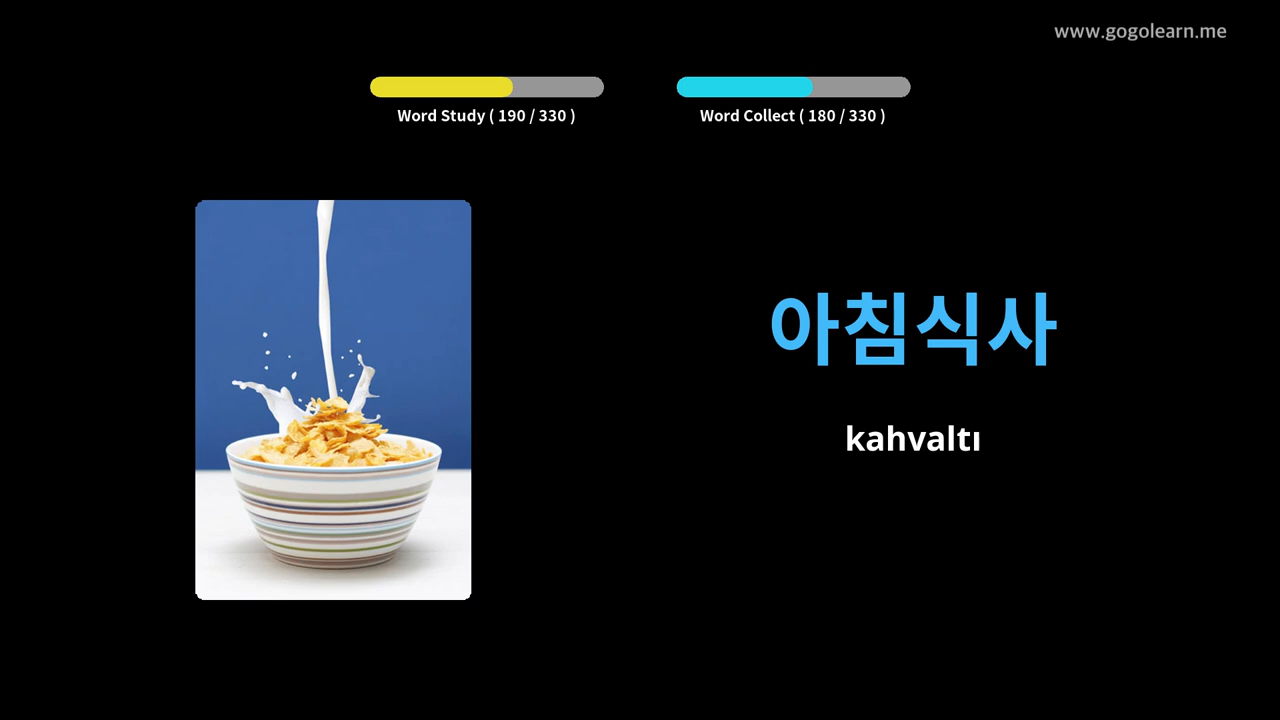 www.gogolearn.me
Word Study ( 190 / 330 )
Word Collect ( 180 / 330 )
아침식사
kahvaltı